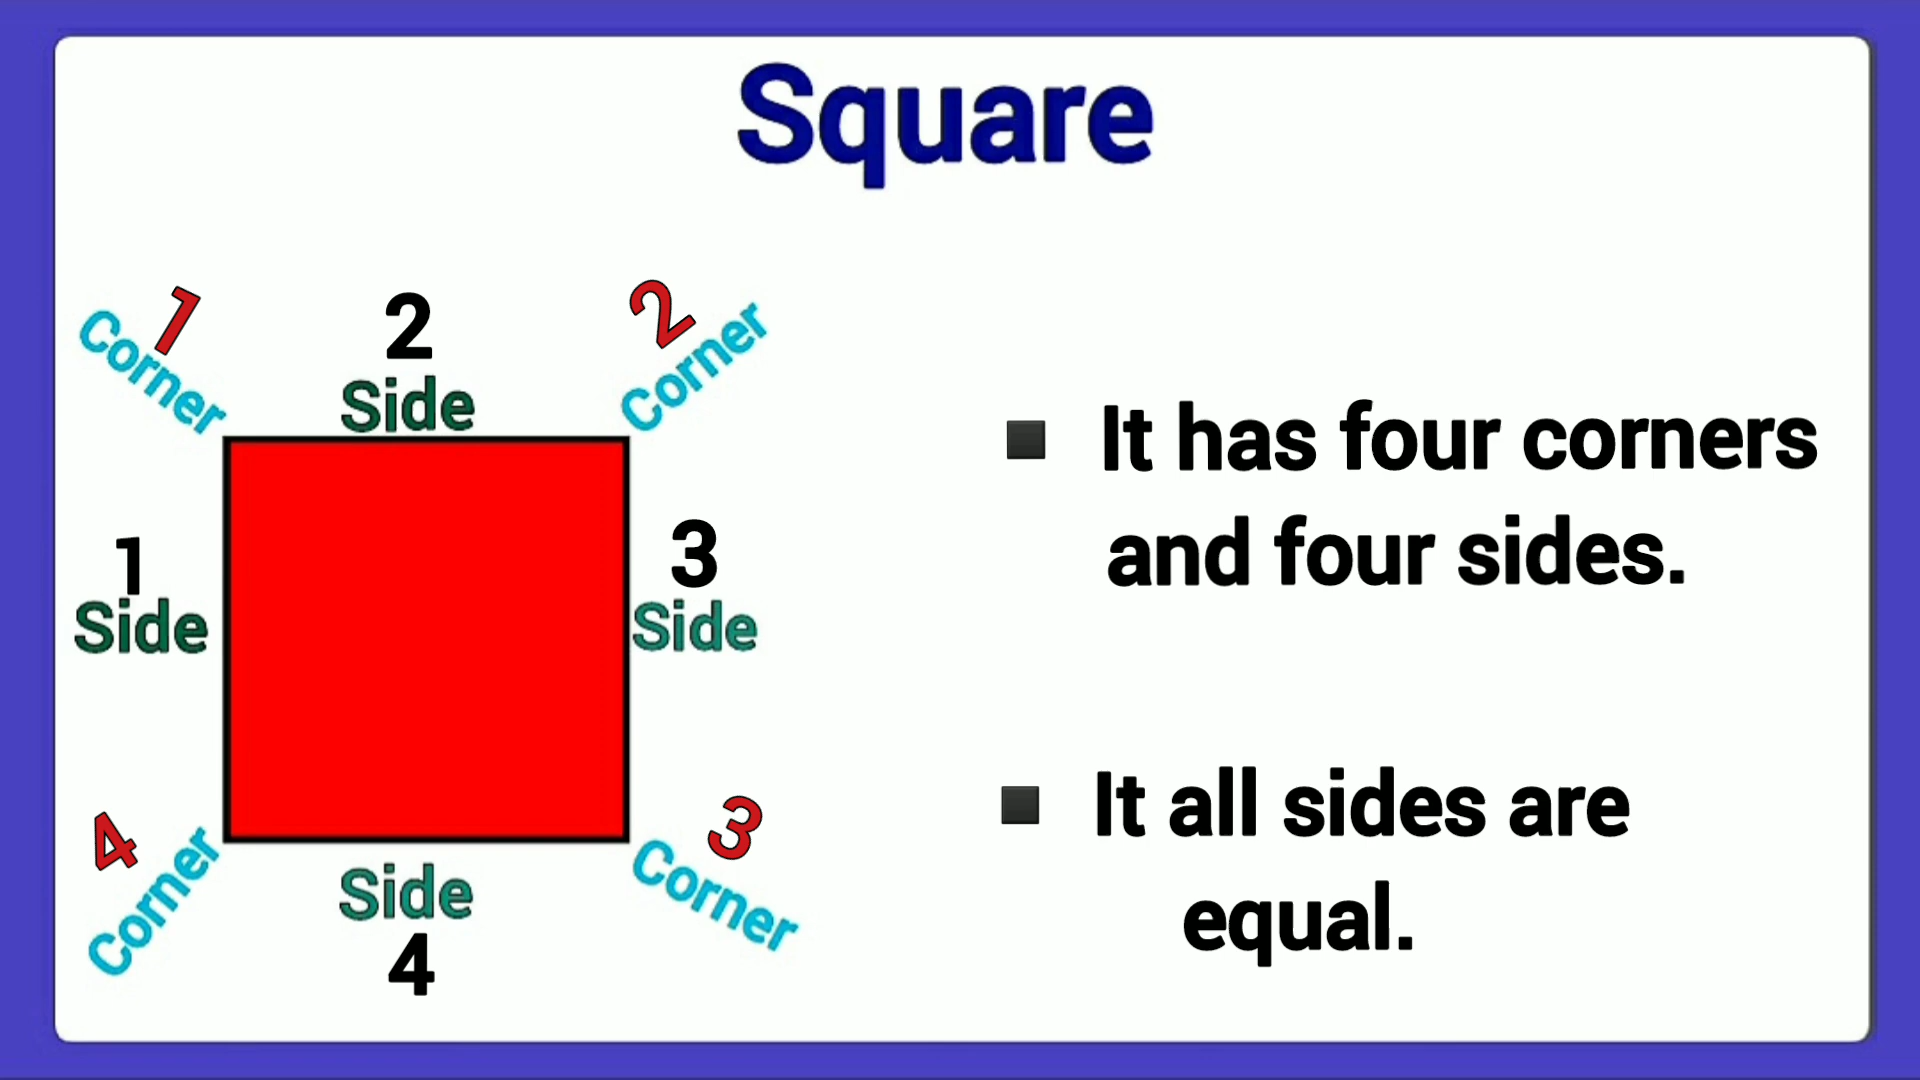 Square
1
Corner
2
Side
2
Corner
1
Side
3
Side
4
Corner
Side
4
3
Corner
It has four corners
and four sides.
It all sides are
equal.